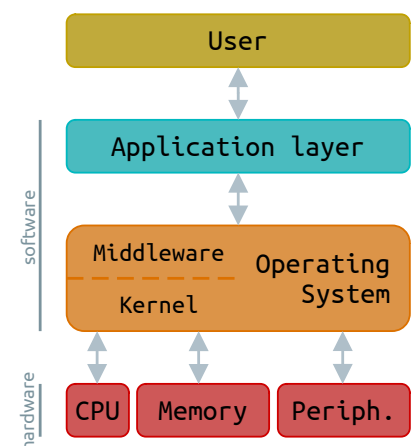 User
Application layer
software
Middleware
Operating
System
Kernel
hardware
CPU
Memory
Periph.